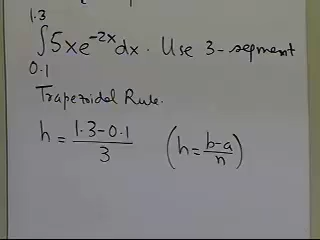 1.3
∫5xe^-2x dx. Use 3-segment
0.1
Trapezoidal Rule.
h = 1.3-0.1/3 (h = b-a/n)